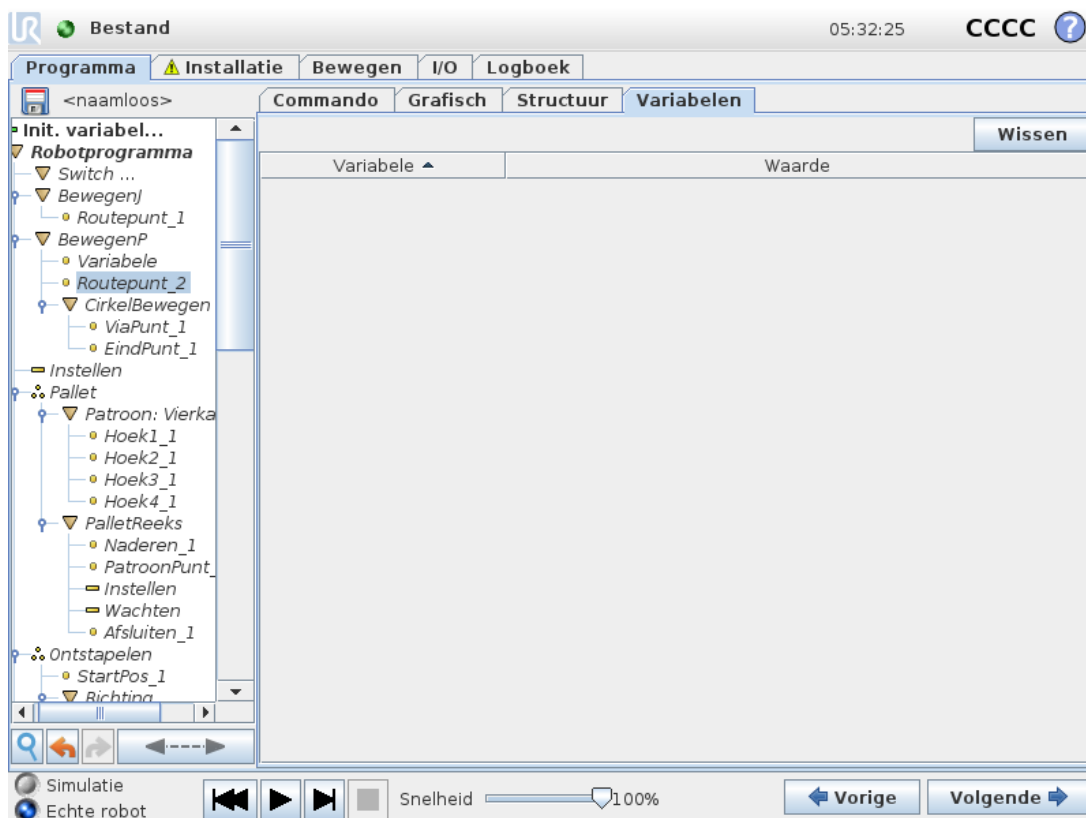 UR Bestand 05:32:25 CCCC ?
Programma Installatie Bewegen I/O Logboek
<naamloos> Commando Grafisch Structuur Variabelen
Wissen
Variabele Waarde
Init. variabel...
Robotprogramma
Switch ...
BewegenJ
Routepunt_1
BewegenP
Variabele
Routepunt_2
CirkelBewegen
ViaPunt_1
EindPunt_1
Instellen
Pallet
Patroon: Vierka
Hoek1_1
Hoek2_1
Hoek3_1
Hoek4_1
PalletReeks
Naderen_1
PatroonPunt_
Instellen
Wachten
Afsluiten_1
Ontstapelen
StartPos_1
Richting
Simulatie
Echte robot
Snelheid 100%
Vorige Volgende